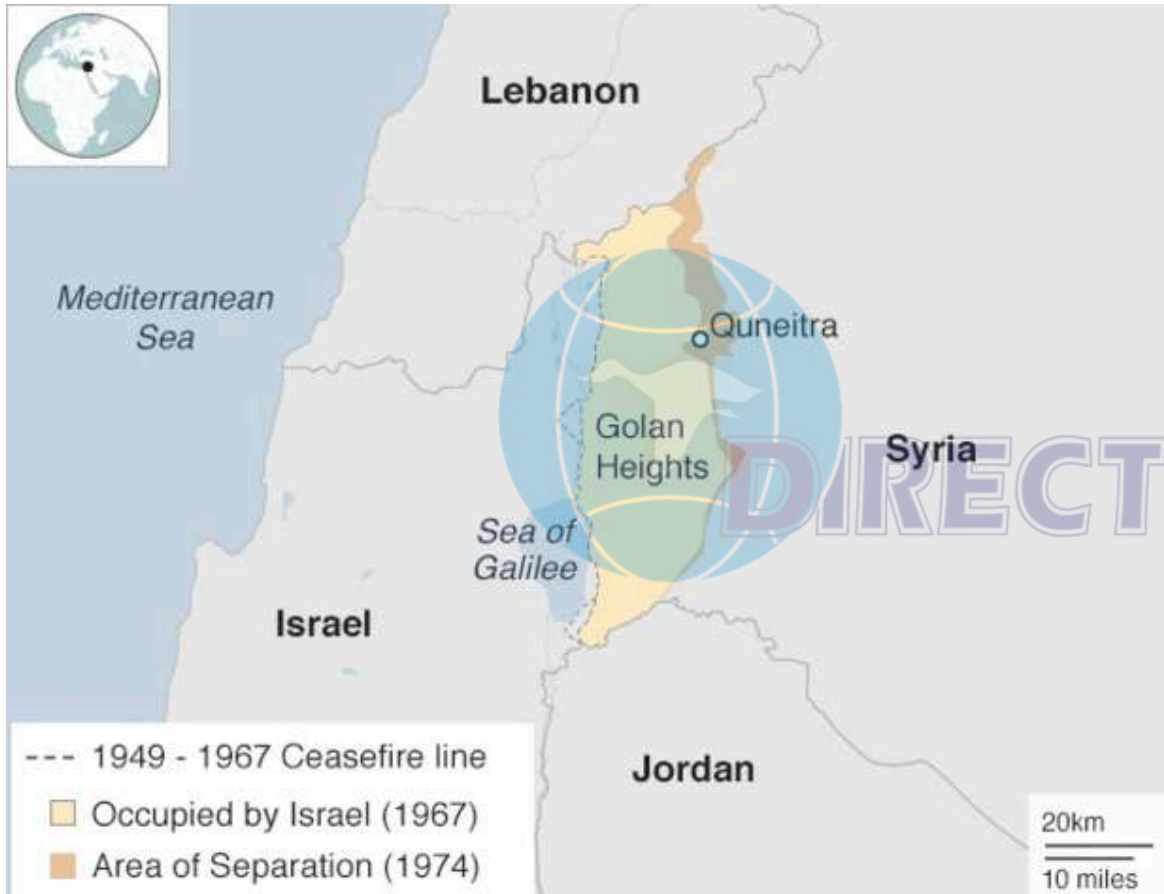 Lebanon
Mediterranean
Sea
Quneitra
Golan
Heights
Syria
DIRECT
Sea of
Galilee
Israel
Jordan
1949 - 1967 Ceasefire line
Occupied by Israel (1967)
Area of Separation (1974)
20km
10 miles